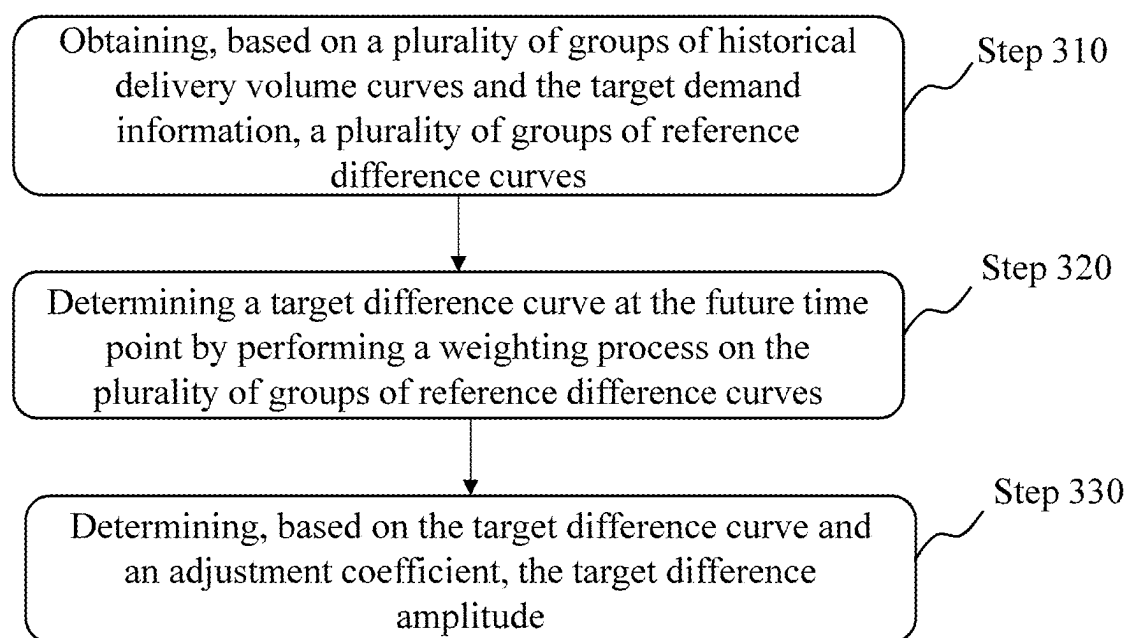 Obtaining, based on a plurality of groups of historical
delivery volume curves and the target demand
information, a plurality of groups of reference
difference curves
Step 310
Determining a target difference curve at the future time
point by performing a weighting process on the
plurality of groups of reference difference curves
Step 320
Determining, based on the target difference curve and
an adjustment coefficient, the target difference
amplitude
Step 330